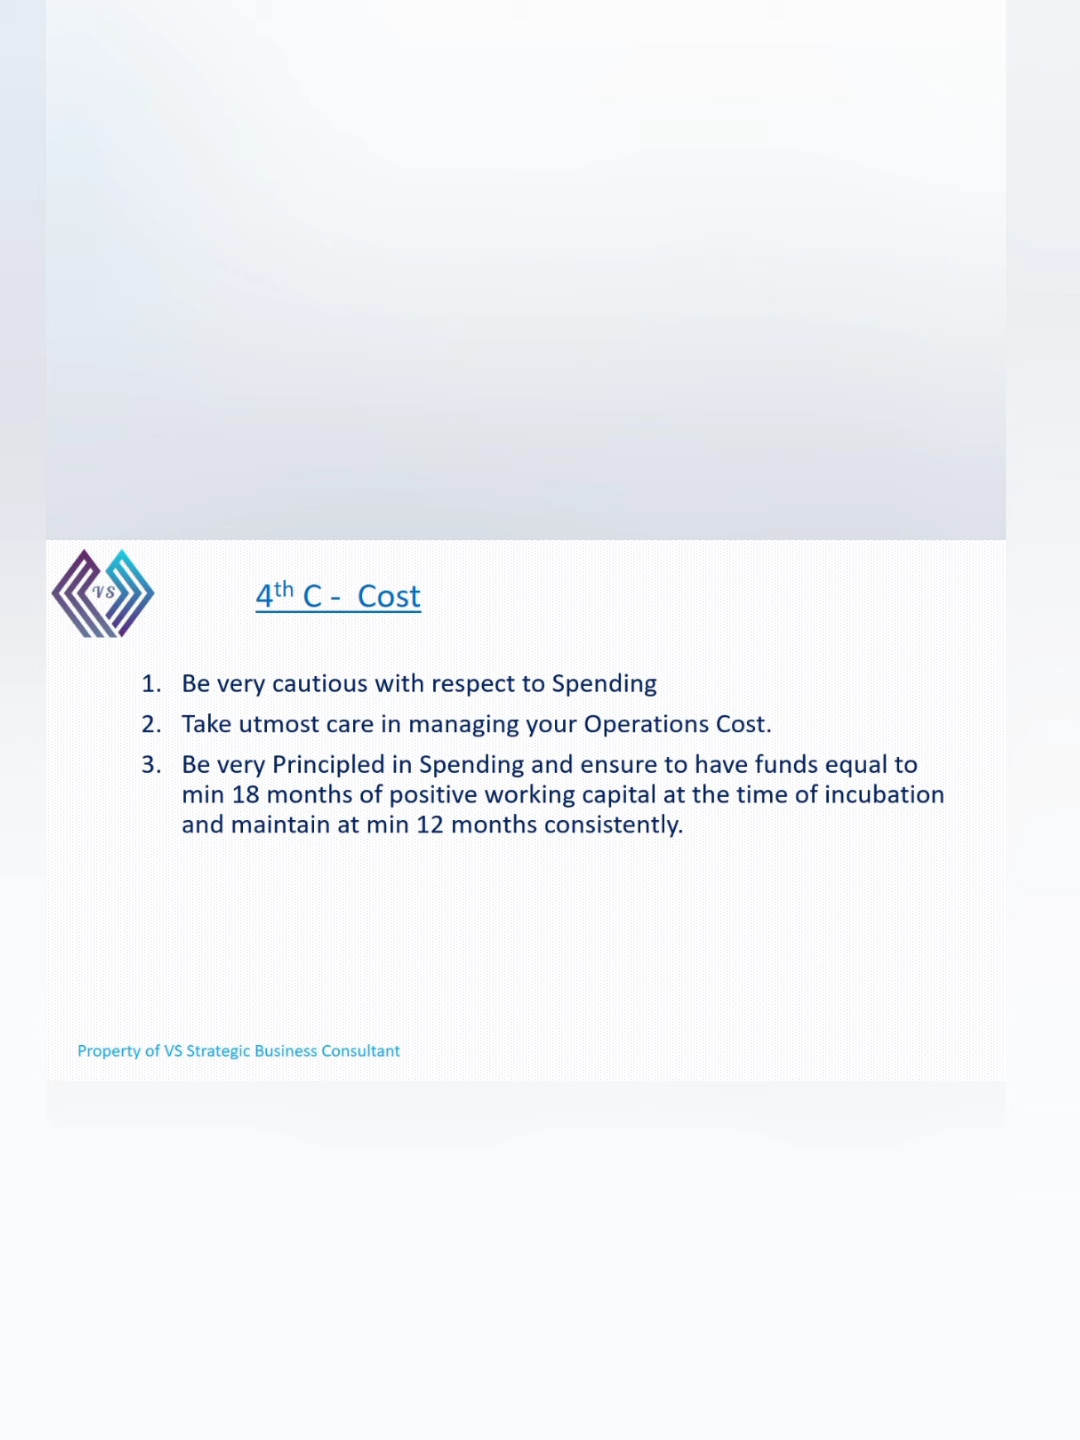 VS
4th C - Cost
1. Be very cautious with respect to Spending
2. Take utmost care in managing your Operations Cost.
3. Be very Principled in Spending and ensure to have funds equal to
min 18 months of positive working capital at the time of incubation
and maintain at min 12 months consistently.
Property of VS Strategic Business Consultant